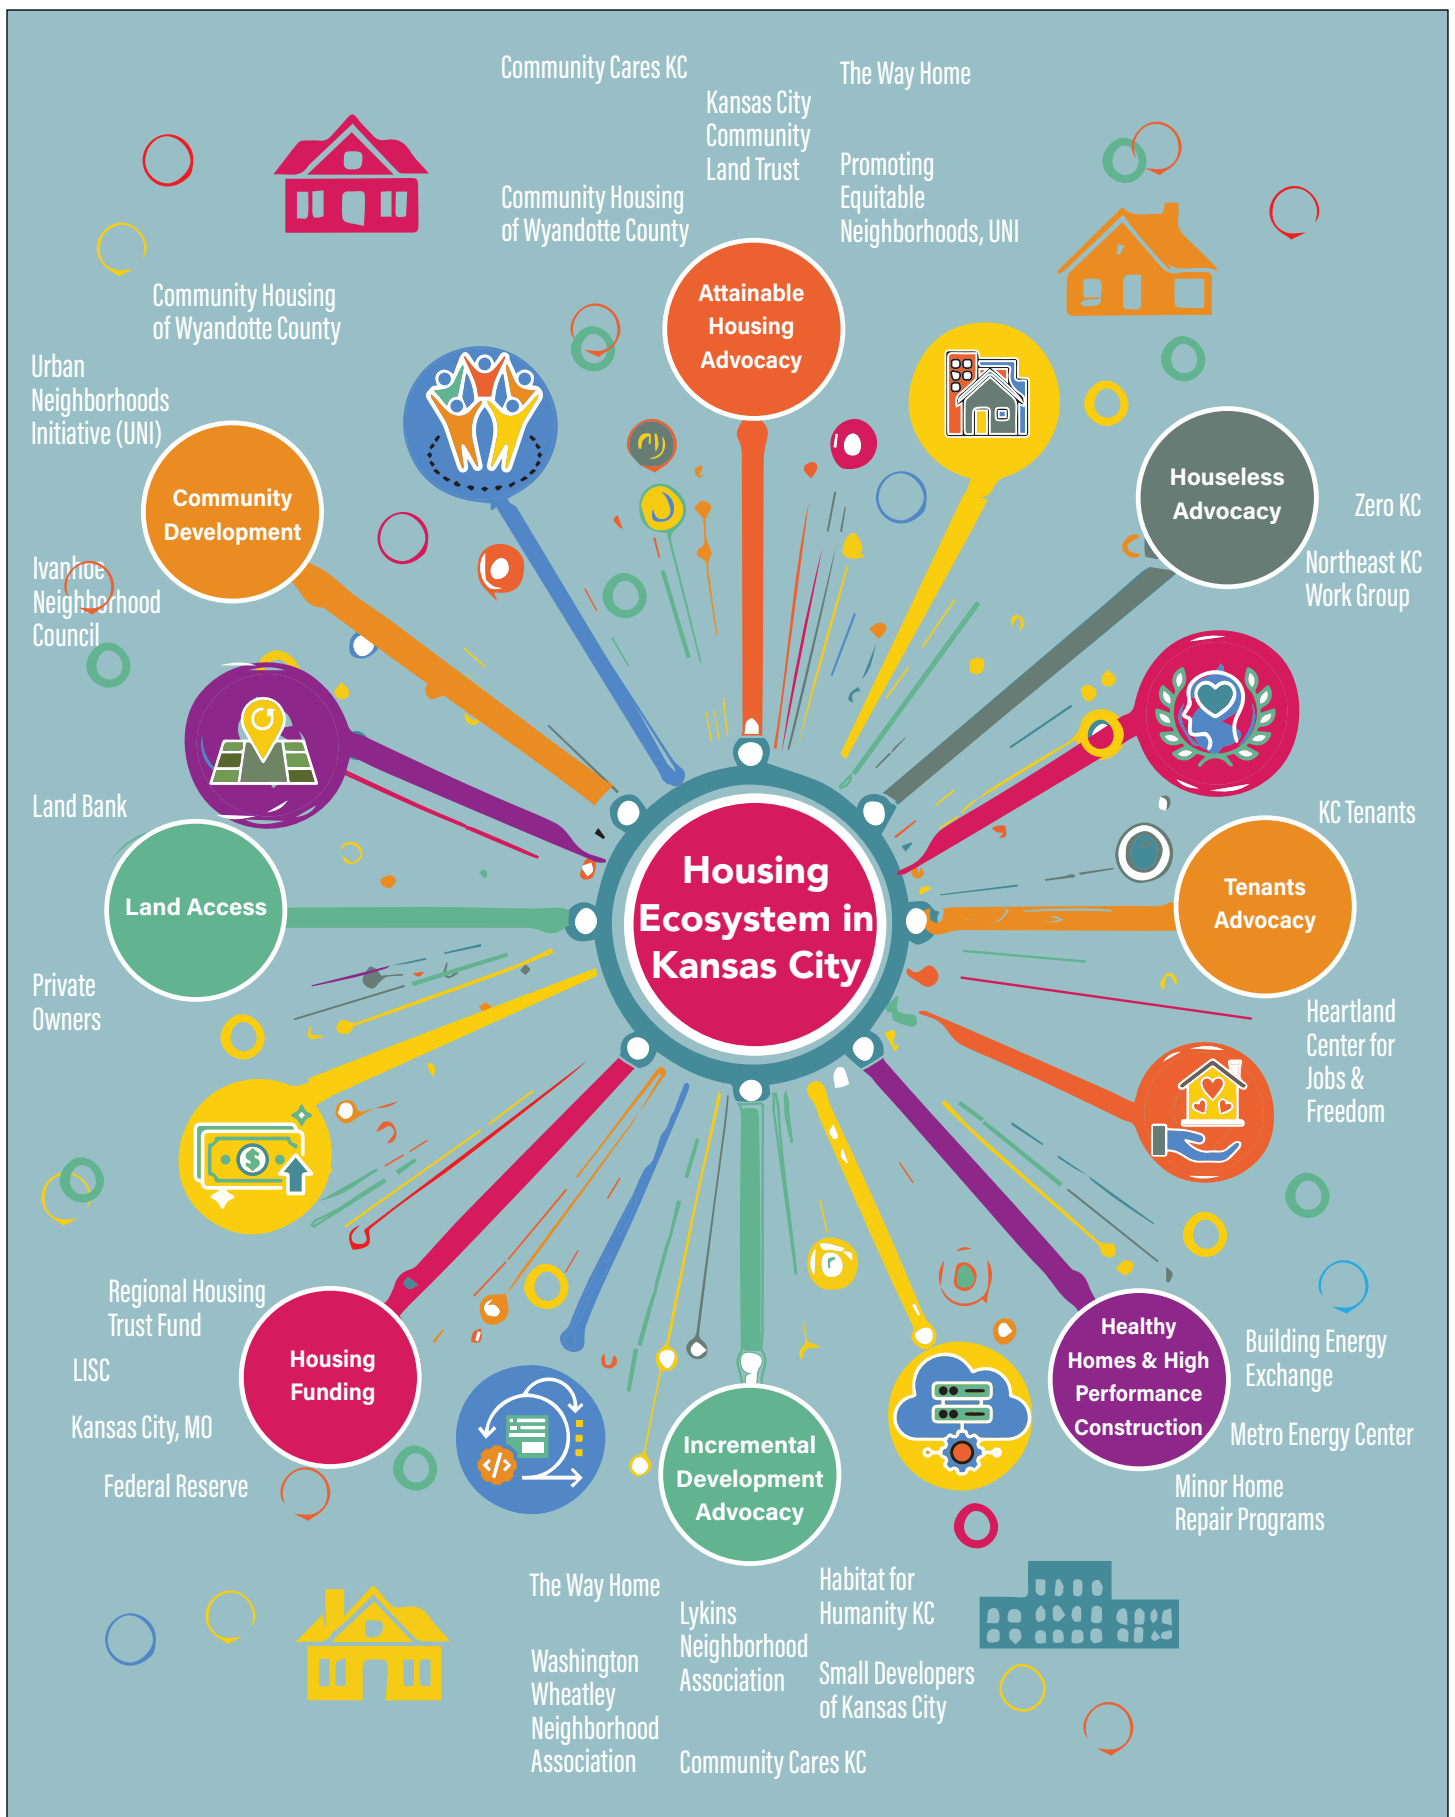 Community Cares KC
The Way Home
Kansas City
Community
Land Trust
Promoting
Equitable
Neighborhoods, UNI
Community Housing
of Wyandotte County
Attainable
Housing
Advocacy
Community Housing
of Wyandotte County
Urban
Neighborhoods
Initiative (UNI)
Community
Development
Ivanhoe
Neighborhood
Council
Houseless
Advocacy
Zero KC
Northeast KC
Work Group
Land Bank
Land Access
Private
Owners
Housing
Ecosystem in
Kansas City
KC Tenants
Tenants
Advocacy
Heartland
Center for
Jobs &
Freedom
Regional Housing
Trust Fund
LISC
Kansas City, MO
Federal Reserve
Housing
Funding
Incremental
Development
Advocacy
Healthy
Homes & High
Performance
Construction
Building Energy
Exchange
Metro Energy Center
Minor Home
Repair Programs
The Way Home
Washington
Wheatley
Neighborhood
Association
Lykins
Neighborhood
Association
Community Cares KC
Habitat for
Humanity KC
Small Developers
of Kansas City